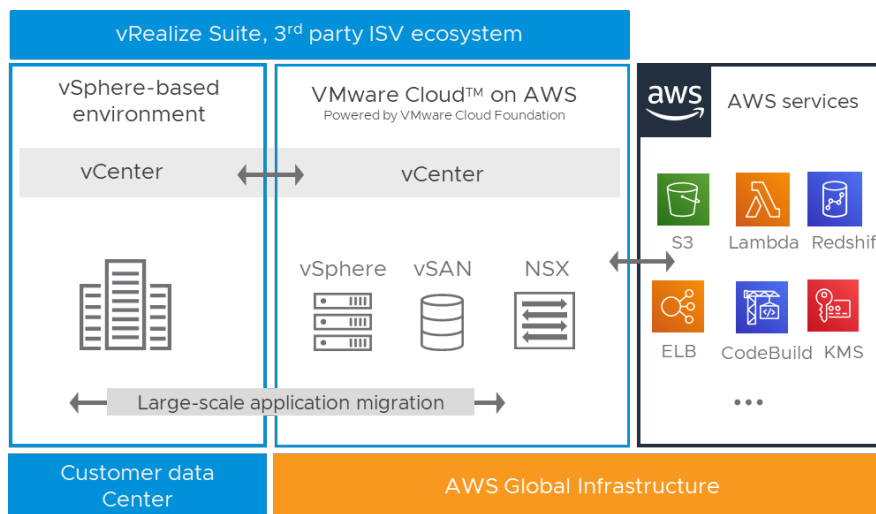 vRealize Suite, 3rd party ISV ecosystem
vSphere-based
environment
VMware Cloud™ on AWS
Powered by VMware Cloud Foundation
aws
AWS services
vCenter
vCenter
S3
Lambda
Redshif
vSphere
vSAN
NSX
ELB
CodeBuild
KMS
Large-scale application migration
Customer data
Center
AWS Global Infrastructure